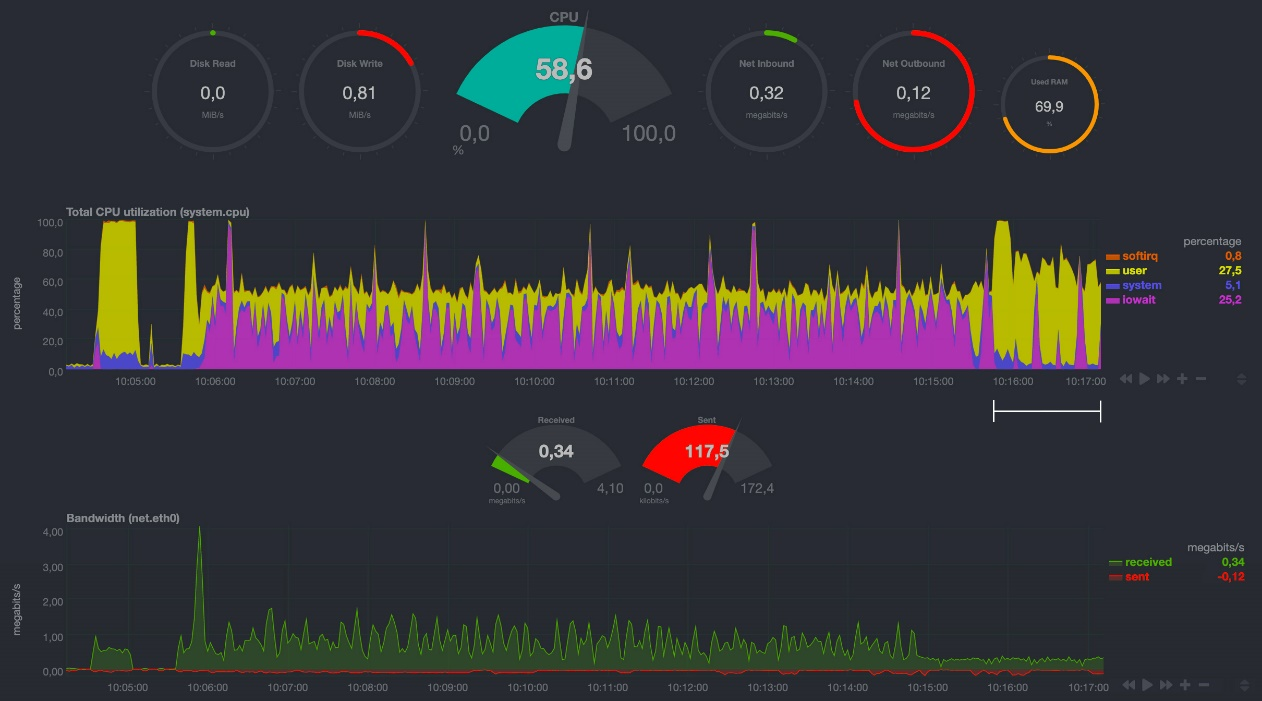 CPU
Disk Read
0,0
MiB/s
Disk Write
0,81
MiB/s
58,6
0,0
100,0
%
Net Inbound
0,32
megabits/s
Net Outbound
0,12
megabits/s
Used RAM
69,9
%
Total CPU utilization (system.cpu)
percentage
100,0
80,0
60,0
40,0
20,0
0,0
10:05:00 10:06:00 10:07:00 10:08:00 10:09:00 10:10:00 10:11:00 10:12:00 10:13:00 10:14:00 10:15:00 10:16:00 10:17:00
percentage
softirq 0,8
user 27,5
system 5,1
iowait 25,2
Received
0,34
0,00
4,10
megabits/s
Sent
117,5
0,0
172,4
kilobits/s
Bandwidth (net.eth0)
megabits/s
4,00
3,00
2,00
1,00
0,00
10:05:00 10:06:00 10:07:00 10:08:00 10:09:00 10:10:00 10:11:00 10:12:00 10:13:00 10:14:00 10:15:00 10:16:00 10:17:00
megabits/s
received 0,34
sent -0,12